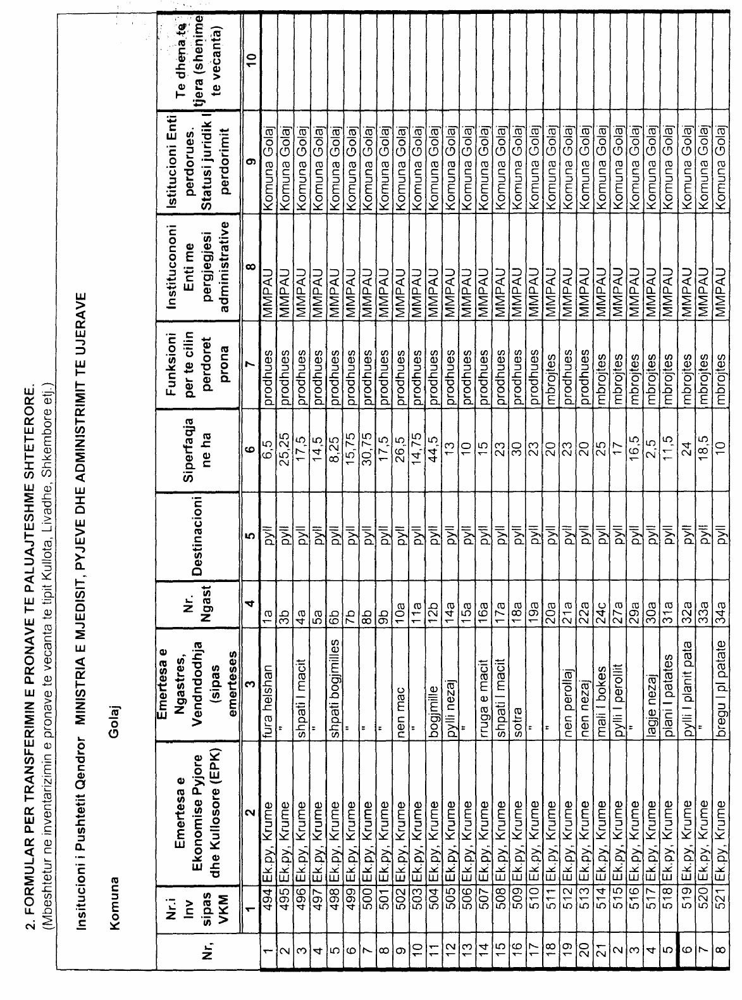 2. FORMULAR PER TRANSFERIMIN E PRONAVE TE PALUAJTESHME SHTETERORE.
(Mbeshtetur ne inventarizimin e pronave te vecanta te tipit Kullota, Livadhe, Shkembore etj.)
Insitucioni i Pushtetit Qendror MINISTRIA E MJEDISIT, PYJEVE DHE ADMINISTRIMIT TE UJERAVE
Komuna Golaj
Nr, | Nr.i Inv sipas VKM | Emertesa e Ekonomise Pyjore dhe Kullosore (EPK) | Emertesa e Ngastres, Vendndodhja (sipas emerteses | Nr. Ngast | Destinacioni | Siperfaqja ne ha | Funksioni per te cilin perdoret prona | Instituconi Enti me pergjegjesi administrative | Istitucioni Enti perdorues. Statusi juridik I perdorimit | Te dhena te tjera (shenime te vecanta)
1 2 3 4 5 6 7 8 9 10
1 494 Ek.py, Krume fura helshan 1a pyll 6,5 prodhues MMPAU Komuna Golaj
2 495 Ek.py, Krume " 3b pyll 25,25 prodhues MMPAU Komuna Golaj
3 496 Ek.py, Krume shpati I macit 4a pyll 17,5 prodhues MMPAU Komuna Golaj
4 497 Ek.py, Krume " 5a pyll 14,5 prodhues MMPAU Komuna Golaj
5 498 Ek.py, Krume shpati bogjmilles 6b pyll 8,25 prodhues MMPAU Komuna Golaj
6 499 Ek.py, Krume " 7b pyll 15,75 prodhues MMPAU Komuna Golaj
7 500 Ek.py, Krume " 8b pyll 30,75 prodhues MMPAU Komuna Golaj
8 501 Ek.py, Krume " 9b pyll 17,5 prodhues MMPAU Komuna Golaj
9 502 Ek.py, Krume nen mac 10a pyll 26,5 prodhues MMPAU Komuna Golaj
10 503 Ek.py, Krume " 11a pyll 14,75 prodhues MMPAU Komuna Golaj
11 504 Ek.py, Krume bogjmille 12b pyll 44,5 prodhues MMPAU Komuna Golaj
12 505 Ek.py, Krume pylli nezaj 14a pyll 13 prodhues MMPAU Komuna Golaj
13 506 Ek.py, Krume " 15a pyll 10 prodhues MMPAU Komuna Golaj
14 507 Ek.py, Krume rruga e macit 16a pyll 15 prodhues MMPAU Komuna Golaj
15 508 Ek.py, Krume shpati I macit 17a pyll 23 prodhues MMPAU Komuna Golaj
16 509 Ek.py, Krume sotra 18a pyll 30 prodhues MMPAU Komuna Golaj
17 510 Ek.py, Krume " 19a pyll 23 prodhues MMPAU Komuna Golaj
18 511 Ek.py, Krume " 20a pyll 20 mbrojtes MMPAU Komuna Golaj
19 512 Ek.py, Krume nen perollaj 21a pyll 23 prodhues MMPAU Komuna Golaj
20 513 Ek.py, Krume nen nezaj 22a pyll 20 prodhues MMPAU Komuna Golaj
21 514 Ek.py, Krume mali I bokes 24c pyll 25 mbrojtes MMPAU Komuna Golaj
2 515 Ek.py, Krume pylli I perollit 27a pyll 17 mbrojtes MMPAU Komuna Golaj
3 516 Ek.py, Krume " 29a pyll 16,5 mbrojtes MMPAU Komuna Golaj
4 517 Ek.py, Krume lagje nezaj 30a pyll 2,5 mbrojtes MMPAU Komuna Golaj
5 518 Ek.py, Krume plani I patates 31a pyll 11,5 mbrojtes MMPAU Komuna Golaj
6 519 Ek.py, Krume pylli I planit pata 32a pyll 24 mbrojtes MMPAU Komuna Golaj
7 520 Ek.py, Krume " 33a pyll 18,5 mbrojtes MMPAU Komuna Golaj
8 521 Ek.py, Krume bregu I pl patate 34a pyll 10 mbrojtes MMPAU Komuna Golaj